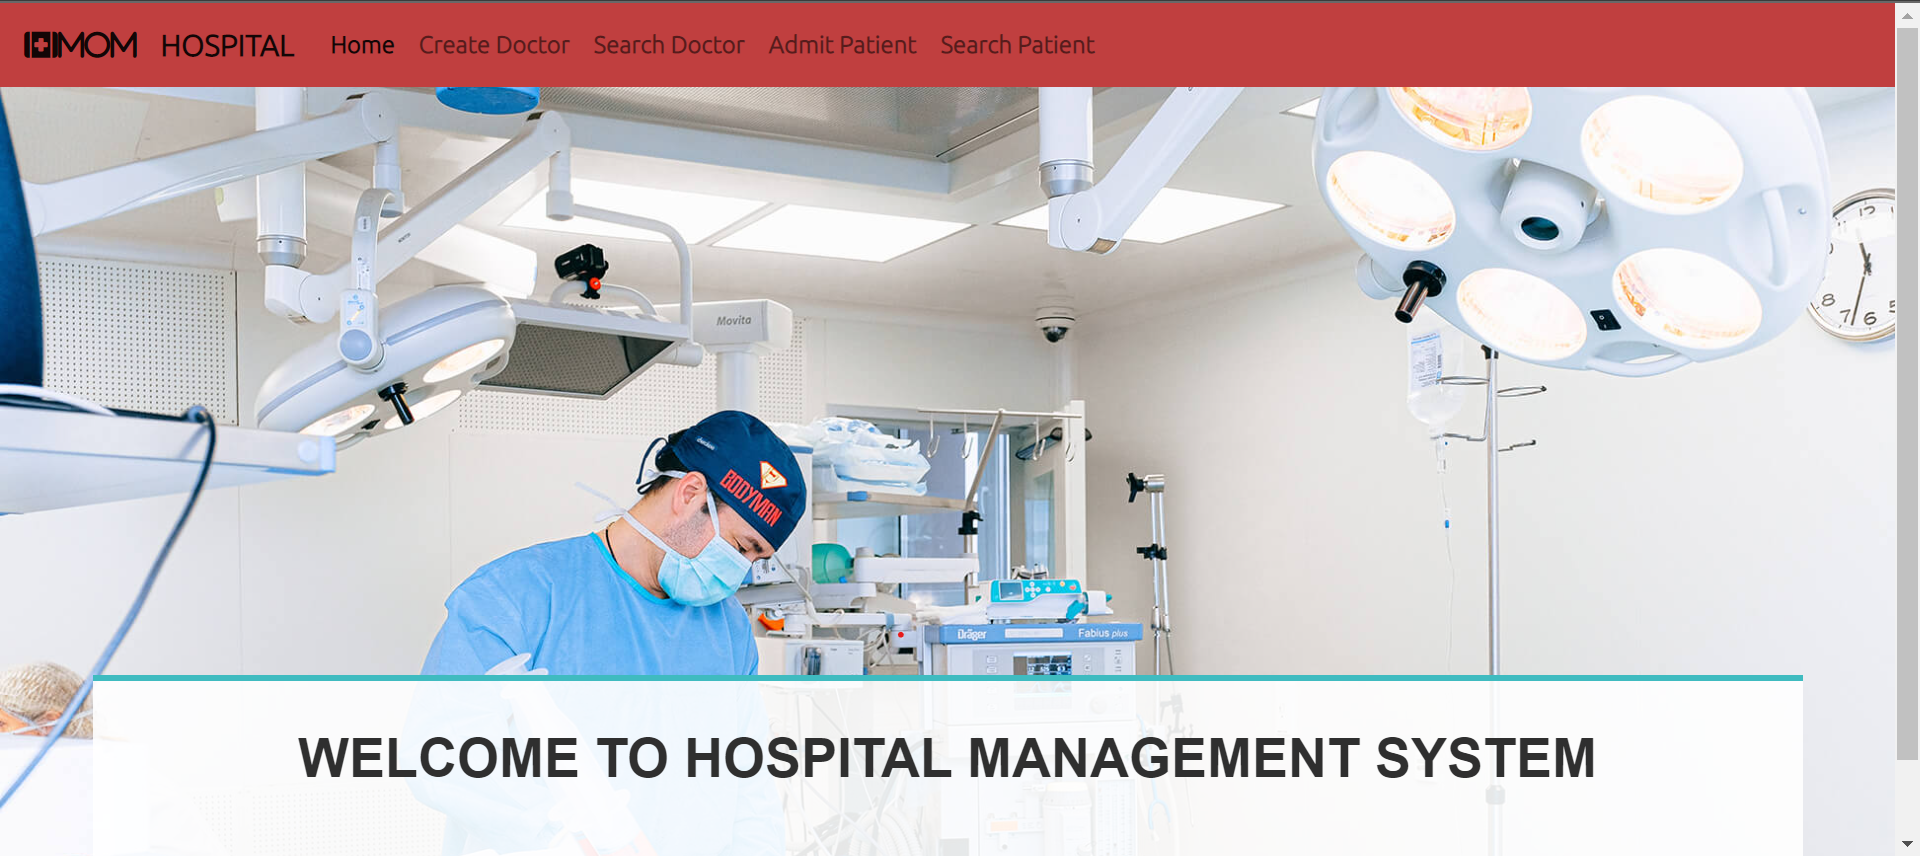 MOM HOSPITAL Home Create Doctor Search Doctor Admit Patient Search Patient
Movita
BODYMAN
Dräger Fabius plus
12
8
7 6 5
WELCOME TO HOSPITAL MANAGEMENT SYSTEM